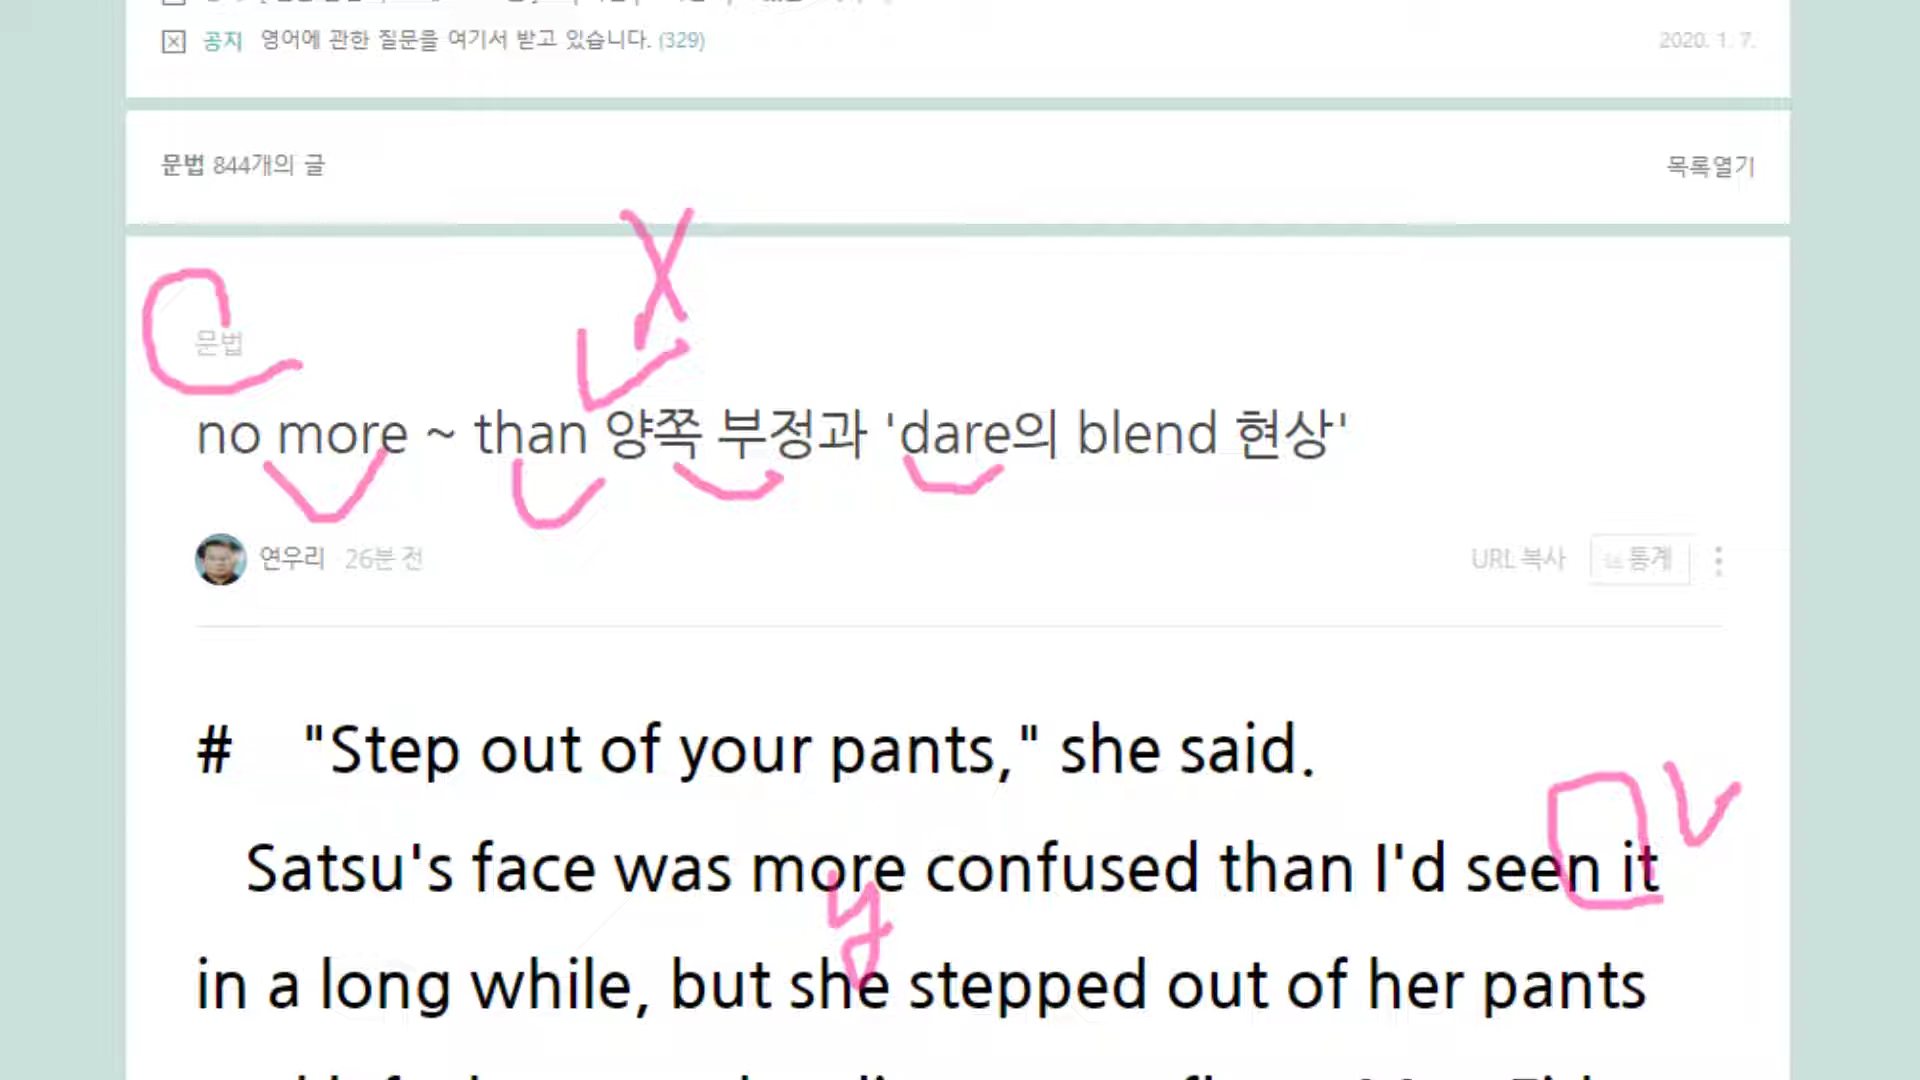 공지 영어에 관한 질문을 여기서 받고 있습니다. (329) 2020. 1. 7.
문법 844개의 글 목록열기
X
문법
no more ~ than 양쪽 부정과 'dare의 blend 현상'
연우리 · 26분 전 URL 복사 통계
# "Step out of your pants," she said.
Satsu's face was more confused than I'd seen it
in a long while, but she stepped out of her pants